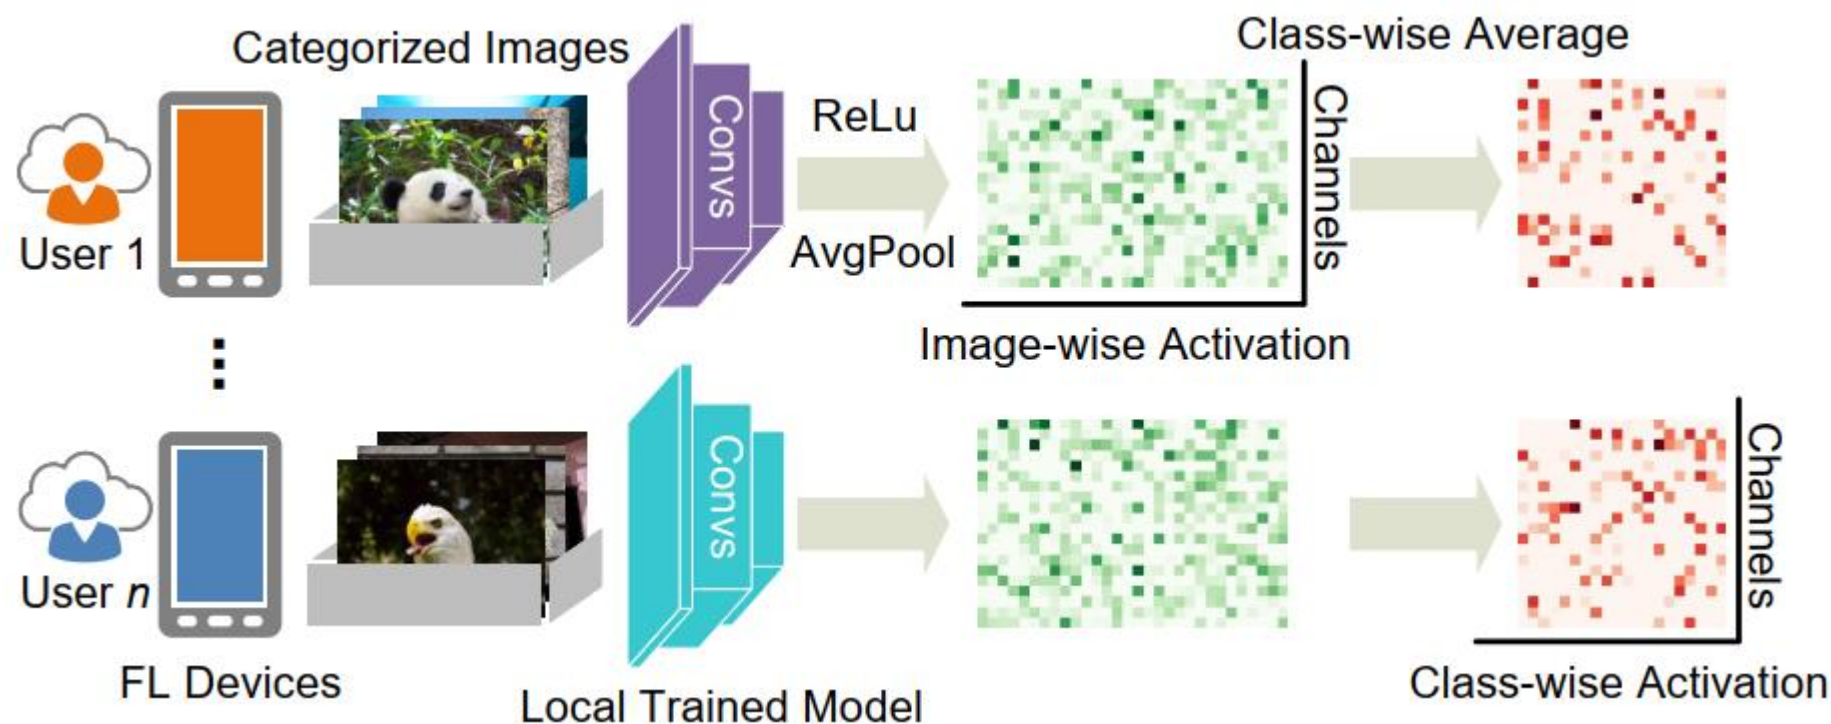 Categorized Images
Class-wise Average
Convs
ReLu
AvgPool
Channels
User 1
Image-wise Activation
Convs
Channels
User n
FL Devices
Local Trained Model
Class-wise Activation